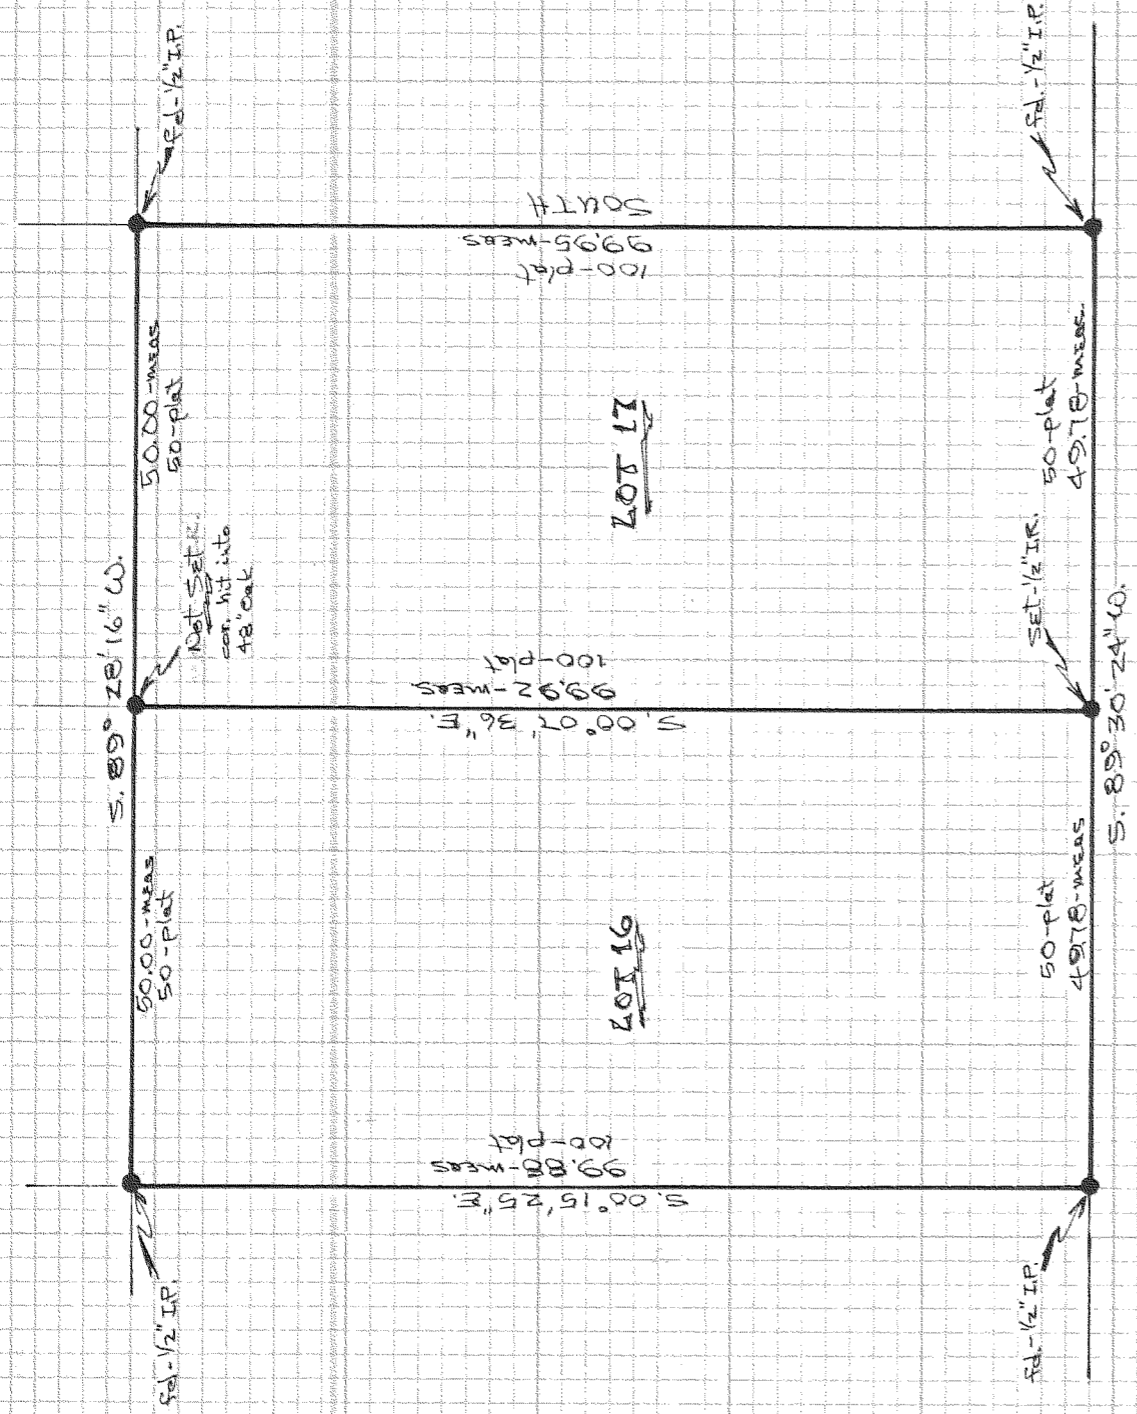 fd-1/2" I.P.
fd.-1/2" I.P.
SOUTH
99.95-meas
100-plat
50.00-meas
50-plat
LOT 17
50-plat
49.78-meas.
S. 89° 28' 16" W.
Not Set
cor. hit into
48" Oak
Set-1/2" I.R.
S. 89° 30' 24" W.
100-plat
99.92-meas
S. 00° 07' 36" E.
50.00-meas
50-plat
LOT 16
50-plat
49.78-meas
100-plat
99.88-meas
S. 00° 15' 25" E.
fd-1/2" I.P.
fd.-1/2" I.P.